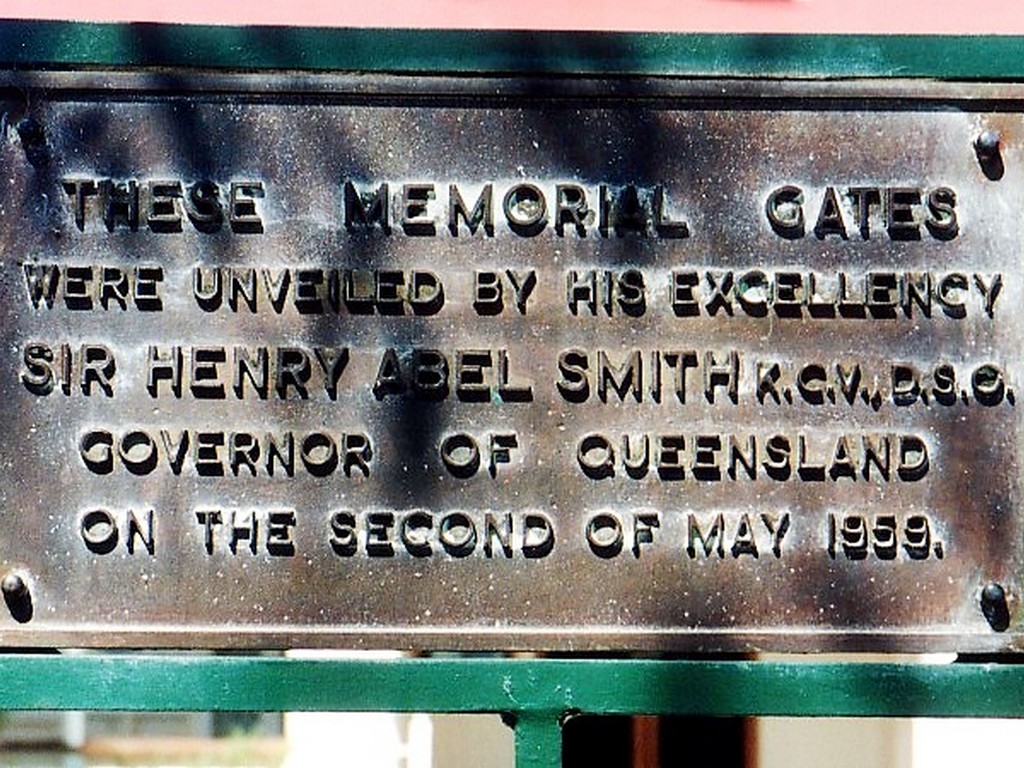 THESE MEMORIAL GATES
WERE UNVEILED BY HIS EXCELLENCY
SIR HENRY ABEL SMITH K.C.V., D.S.O.
GOVERNOR OF QUEENSLAND
ON THE SECOND OF MAY 1959.